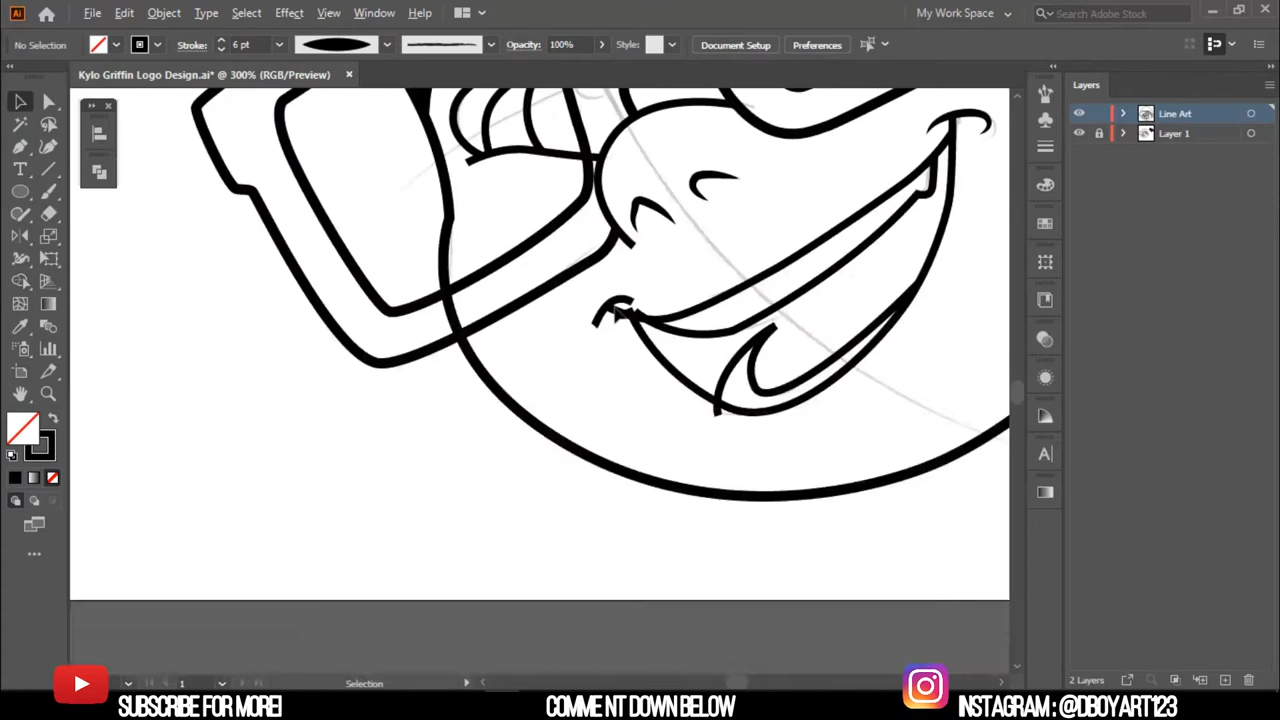 Ai File Edit Object Type Select Effect View Window Help My Work Space Search Adobe Stock
No Selection Stroke: 6 pt Opacity: 100% Style: Document Setup Preferences
Kylo Griffin Logo Design.ai* @ 300% (RGB/Preview)
Layers
Line Art
Layer 1
1 Selection 2 Layers
SUBSCRIBE FOR MORE! COMMENT DOWN BELOW INSTAGRAM : @DBOYART123